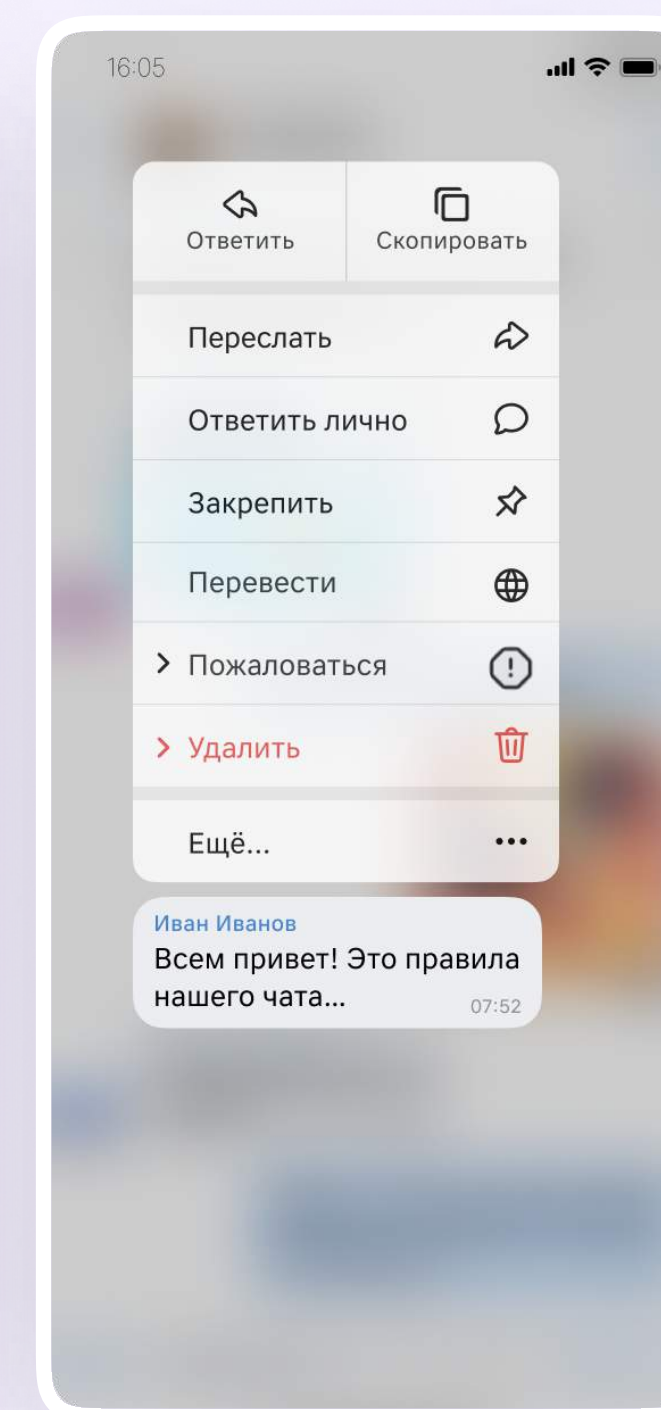 16:05
Ответить
Скопировать
Переслать
Ответить лично
Закрепить
Перевести
Пожаловаться
Удалить
Ещё...
Иван Иванов
Всем привет! Это правила
нашего чата...
07:52